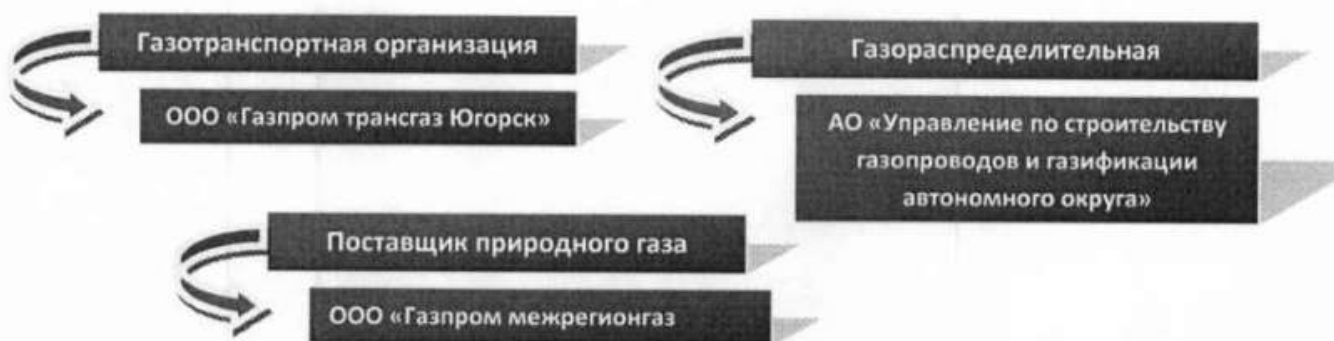 Газотранспортная организация
ООО «Газпром трансгаз Югорск»
Газораспределительная
АО «Управление по строительству
газопроводов и газификации
автономного округа»
Поставщик природного газа
ООО «Газпром межрегионгаз